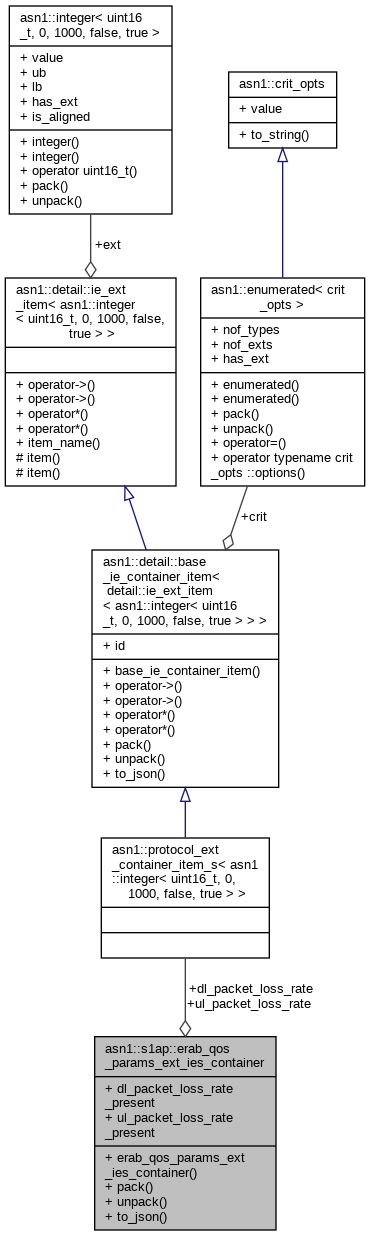 asn1::integer< uint16
_t, 0, 1000, false, true >
+ value
+ ub
+ lb
+ has_ext
+ is_aligned
+ integer()
+ integer()
+ operator uint16_t()
+ pack()
+ unpack()
asn1::crit_opts
+ value
+ to_string()
+ext
asn1::detail::ie_ext
_item< asn1::integer
< uint16_t, 0, 1000, false,
true > >
+ operator->()
+ operator->()
+ operator*()
+ operator*()
+ item_name()
# item()
# item()
asn1::enumerated< crit
_opts >
+ nof_types
+ nof_exts
+ has_ext
+ enumerated()
+ enumerated()
+ pack()
+ unpack()
+ operator=()
+ operator typename crit
_opts ::options()
+crit
asn1::detail::base
_ie_container_item<
detail::ie_ext_item
< asn1::integer< uint16
_t, 0, 1000, false, true > > >
+ id
+ base_ie_container_item()
+ operator->()
+ operator->()
+ operator*()
+ operator*()
+ pack()
+ unpack()
+ to_json()
asn1::protocol_ext
_container_item_s< asn1
::integer< uint16_t, 0,
1000, false, true > >
+dl_packet_loss_rate
+ul_packet_loss_rate
asn1::s1ap::erab_qos
_params_ext_ies_container
+ dl_packet_loss_rate
_present
+ ul_packet_loss_rate
_present
+ erab_qos_params_ext
_ies_container()
+ pack()
+ unpack()
+ to_json()